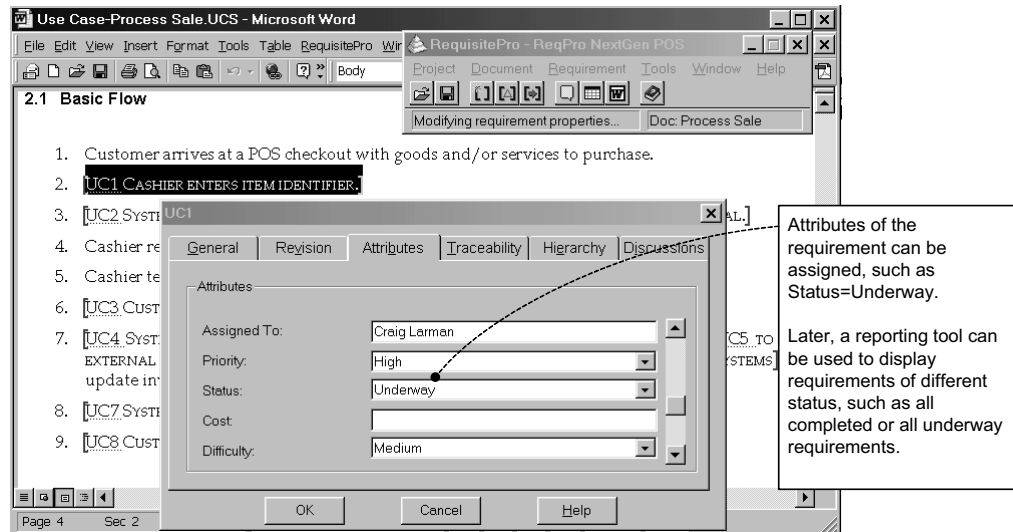 Use Case-Process Sale.UCS - Microsoft Word
File Edit View Insert Format Tools Table RequisitePro Wir
Body
RequisitePro - ReqPro NextGen POS
Project Document Requirement Tools Window Help
Modifying requirement properties... Doc: Process Sale
2.1 Basic Flow
1. Customer arrives at a POS checkout with goods and/or services to purchase.
2. [UC1 CASHIER ENTERS ITEM IDENTIFIER.]
3. [UC2 SYSTE AL.]
4. Cashier re
5. Cashier te
6. [UC3 CUST
7. [UC4 SYST C5 TO
EXTERNAL YSTEMS]
update in
8. [UC7 SYSTE
9. [UC8 CUST
UC1
General Revision Attributes Traceability Hierarchy Discussions
Attributes
Assigned To: Craig Larman
Priority: High
Status: Underway
Cost:
Difficulty: Medium
OK Cancel Help
Page 4 Sec 2
Attributes of the
requirement can be
assigned, such as
Status=Underway.
Later, a reporting tool can
be used to display
requirements of different
status, such as all
completed or all underway
requirements.